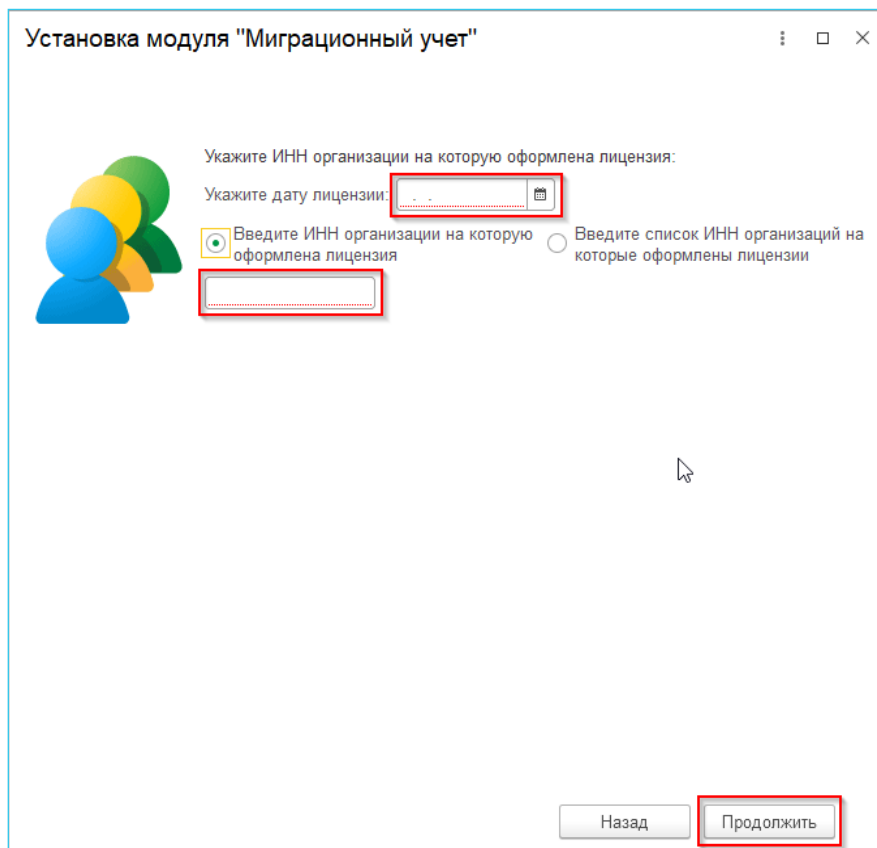 Установка модуля "Миграционный учет"
Укажите ИНН организации на которую оформлена лицензия:
Укажите дату лицензии: . .
Введите ИНН организации на которую
оформлена лицензия
Введите список ИНН организаций на
которые оформлены лицензии
Назад
Продолжить